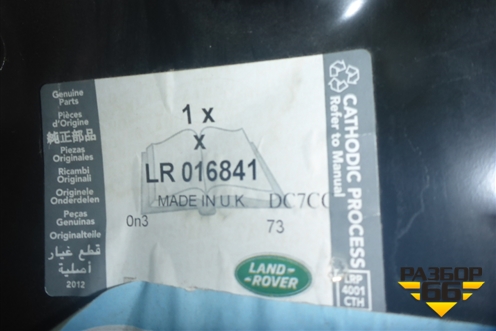 Genuine
Parts
Pièces
d'Origine
純正部品
Piezas
Originales
Ricambi
Originali
Originele
Onderdelen
Peças
Genuinas
Originalteile
قطع غيار
أصلية
2012
1 x
x
LR 016841
MADE IN U K
DC7CC
0n3
73
LAND-
-ROVER
CATHODIC PROCESS
Refer to Manual
LRP
4001
CTH
РАЗБОР
66